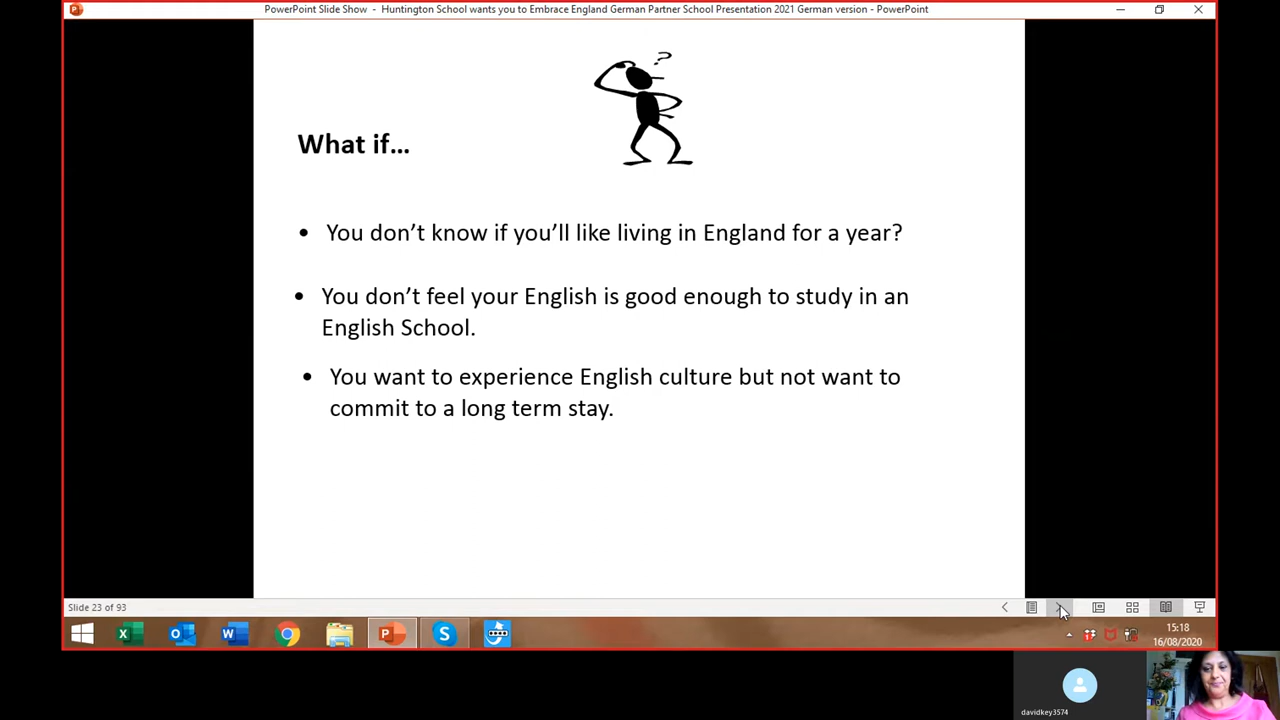 PowerPoint Slide Show - Huntington School wants you to Embrace England German Partner School Presentation 2021 German version - PowerPoint
?
What if...
• You don’t know if you’ll like living in England for a year?
• You don’t feel your English is good enough to study in an
English School.
• You want to experience English culture but not want to
commit to a long term stay.
Slide 23 of 93
15:18
16/08/2020
davidkey3574